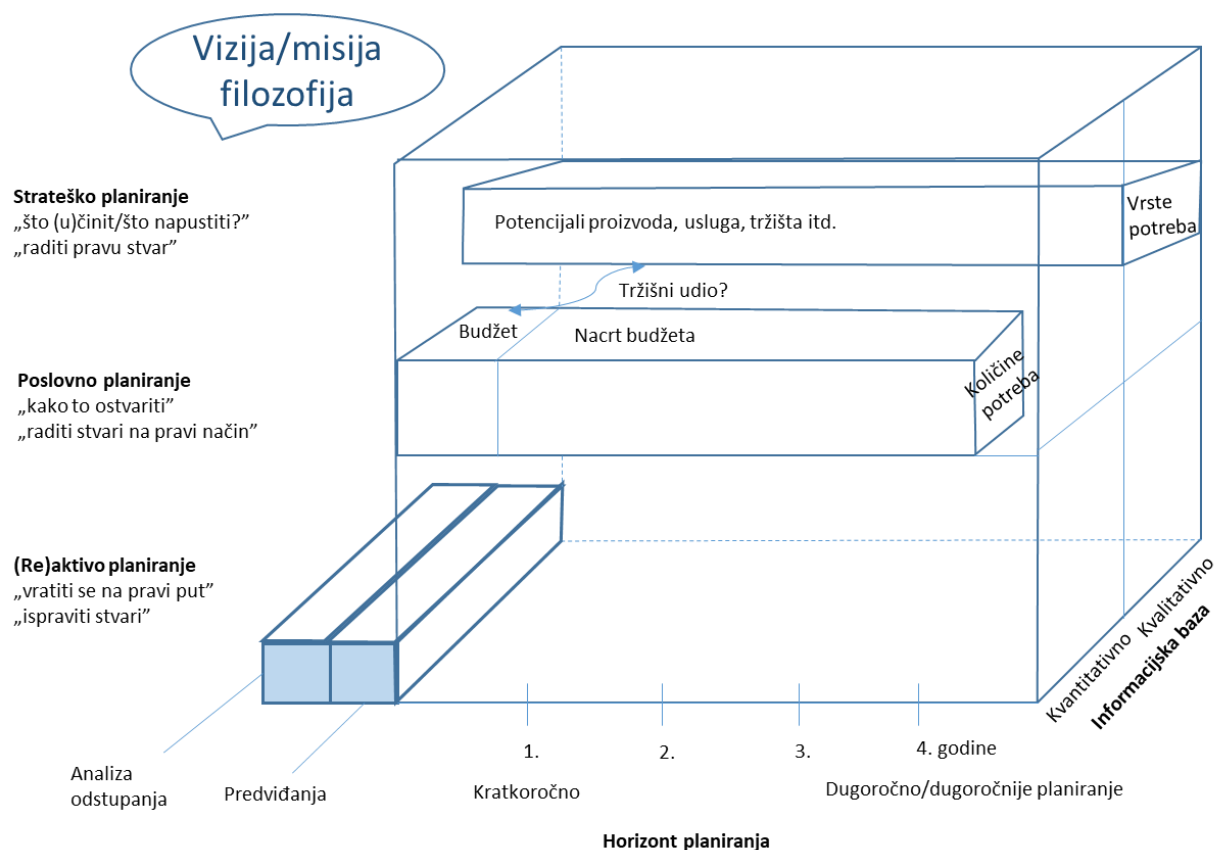 Vizija/misija
filozofija
Strateško planiranje
„što (u)činit/što napustiti?”
„raditi pravu stvar”
Potencijali proizvoda, usluga, tržišta itd.
Vrste
potreba
Tržišni udio?
Budžet
Nacrt budžeta
Količine
potreba
Poslovno planiranje
„kako to ostvariti”
„raditi stvari na pravi način”
(Re)aktivo planiranje
„vratiti se na pravi put”
„ispraviti stvari”
Kvantitativno
Kvalitativno
Informacijska baza
1.
2.
3.
4. godine
Analiza
odstupanja
Predviđanja
Kratkoročno
Dugoročno/dugoročnije planiranje
Horizont planiranja